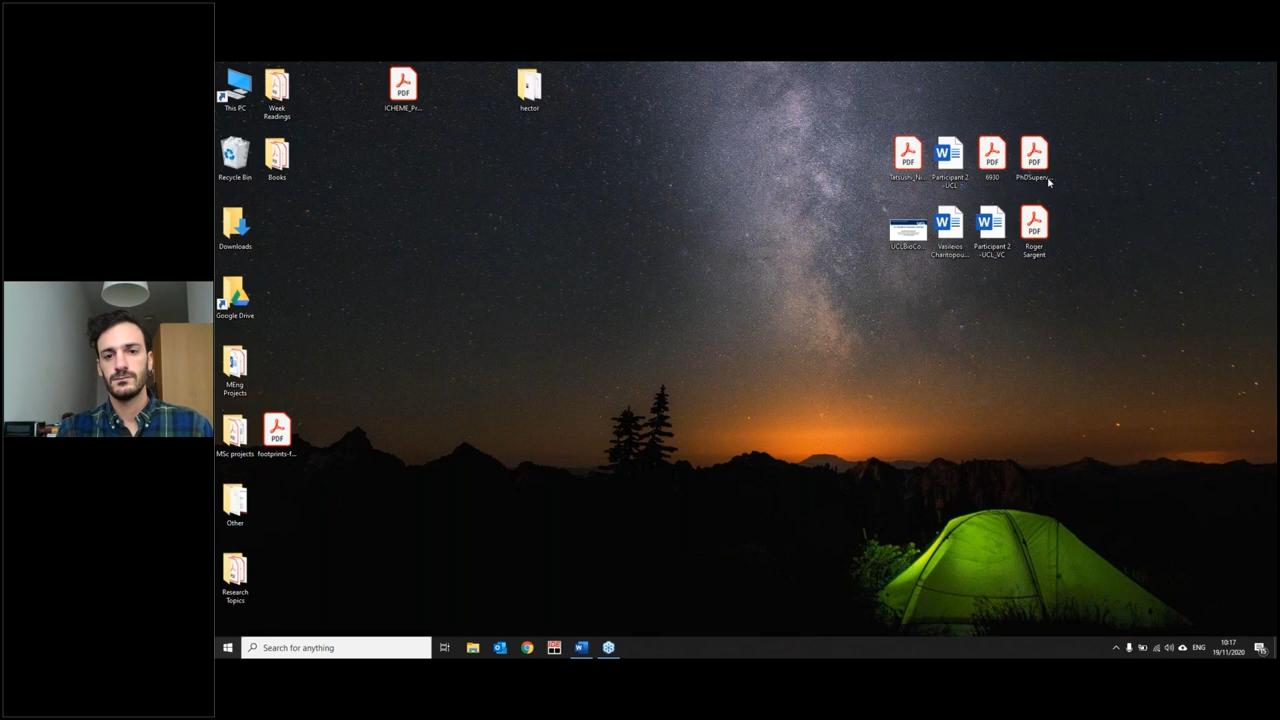 This PC
Week
Readings
ICHEME_Pr...
hector
Recycle Bin
Books
Tatsushi_Ni...
Participant 2
-UCL
6930
PhDSuperv...
Downloads
UCLBioCo...
Vasileios
Charitopou...
Participant 2
-UCL_VC
Roger
Sargent
Google Drive
MEng
Projects
MSc projects
footprints-f...
Other
Research
Topics
Search for anything
ENG
10:17
19/11/2020